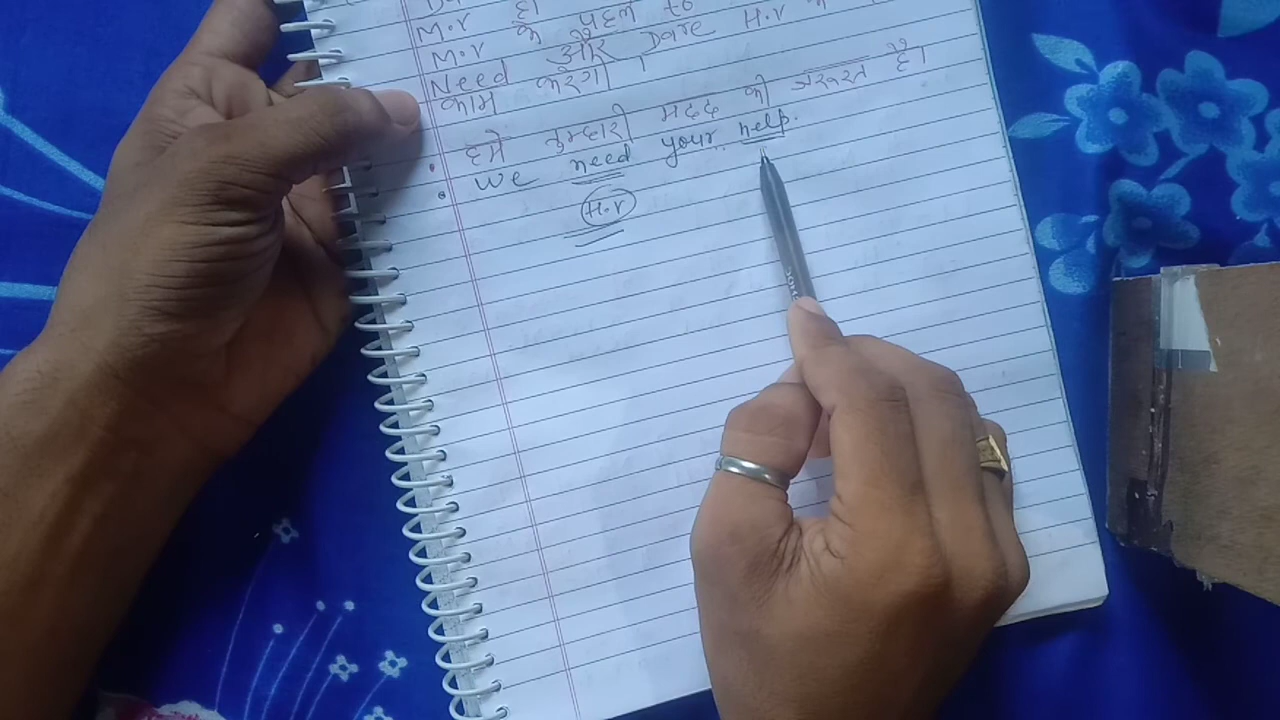 M.r के पहल to
M.r और Dare H.r
Need करेगा ।
काम
• हमे तुम्हारी मदद की जरूरत है।
• We need your help.
H.r